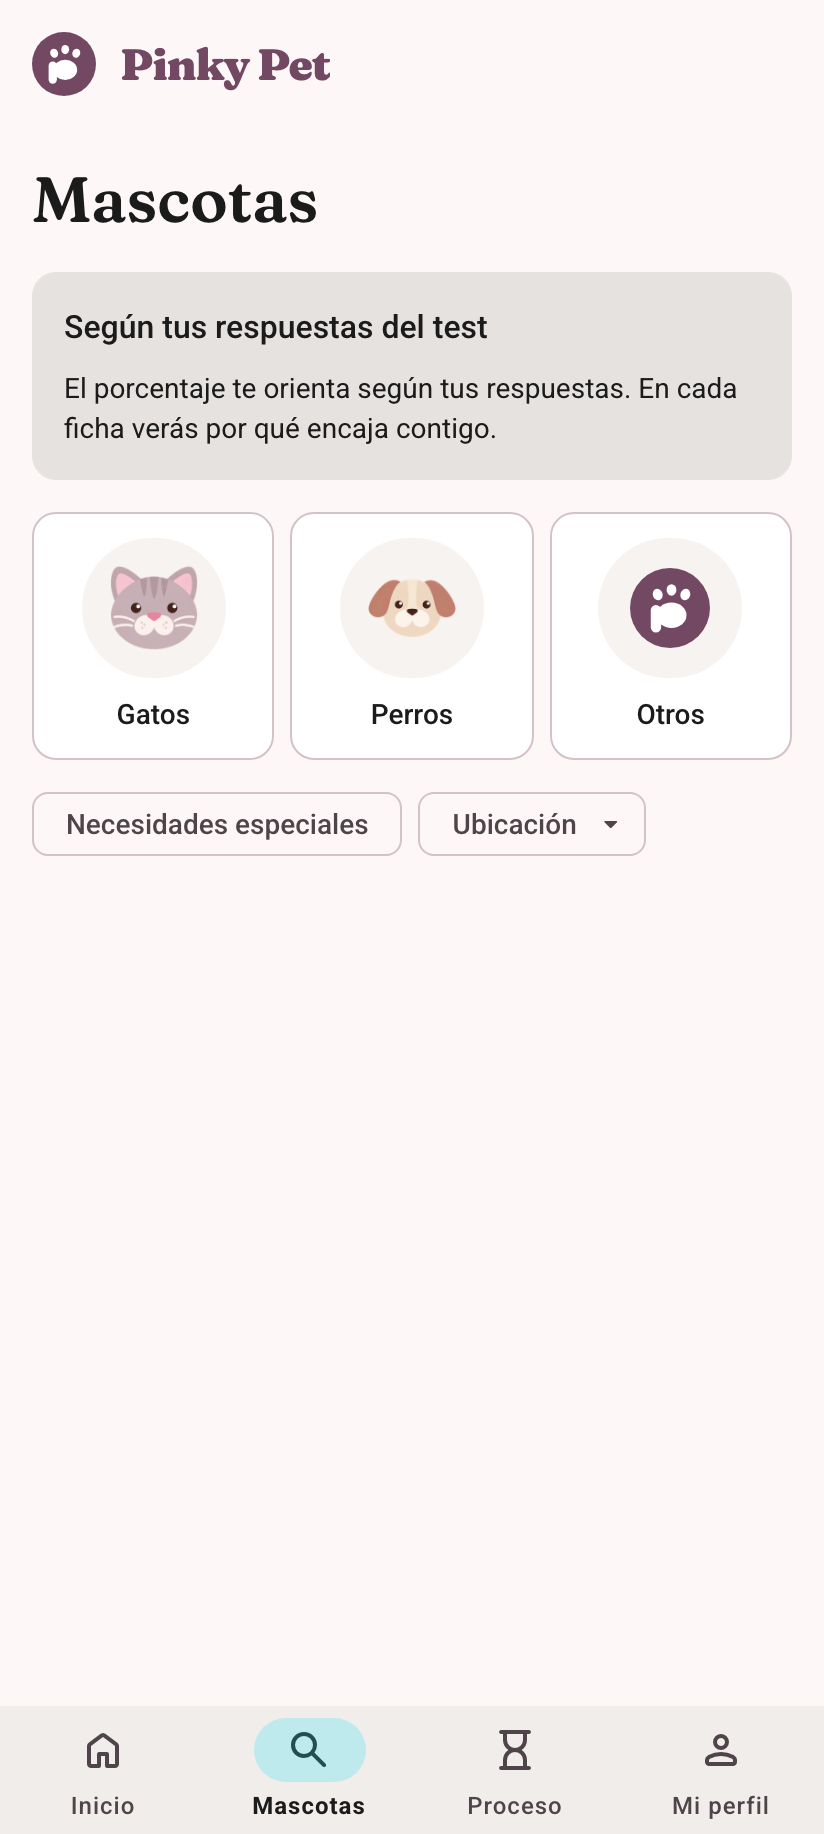 Pinky Pet
Mascotas
Según tus respuestas del test
El porcentaje te orienta según tus respuestas. En cada
ficha verás por qué encaja contigo.
Gatos
Perros
Otros
Necesidades especiales
Ubicación
Inicio
Mascotas
Proceso
Mi perfil